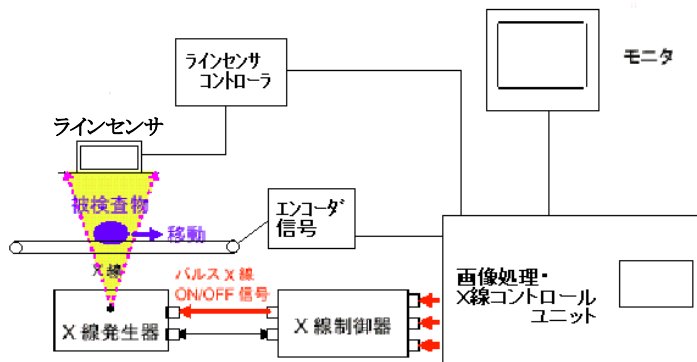 ラインセンサ
コントローラ
モニタ
ラインセンサ
被検査物
移動
エンコーダ
信号
X線
パルスX線
ON/OFF 信号
画像処理・
X線コントロール
ユニット
X線発生器
X線制御器